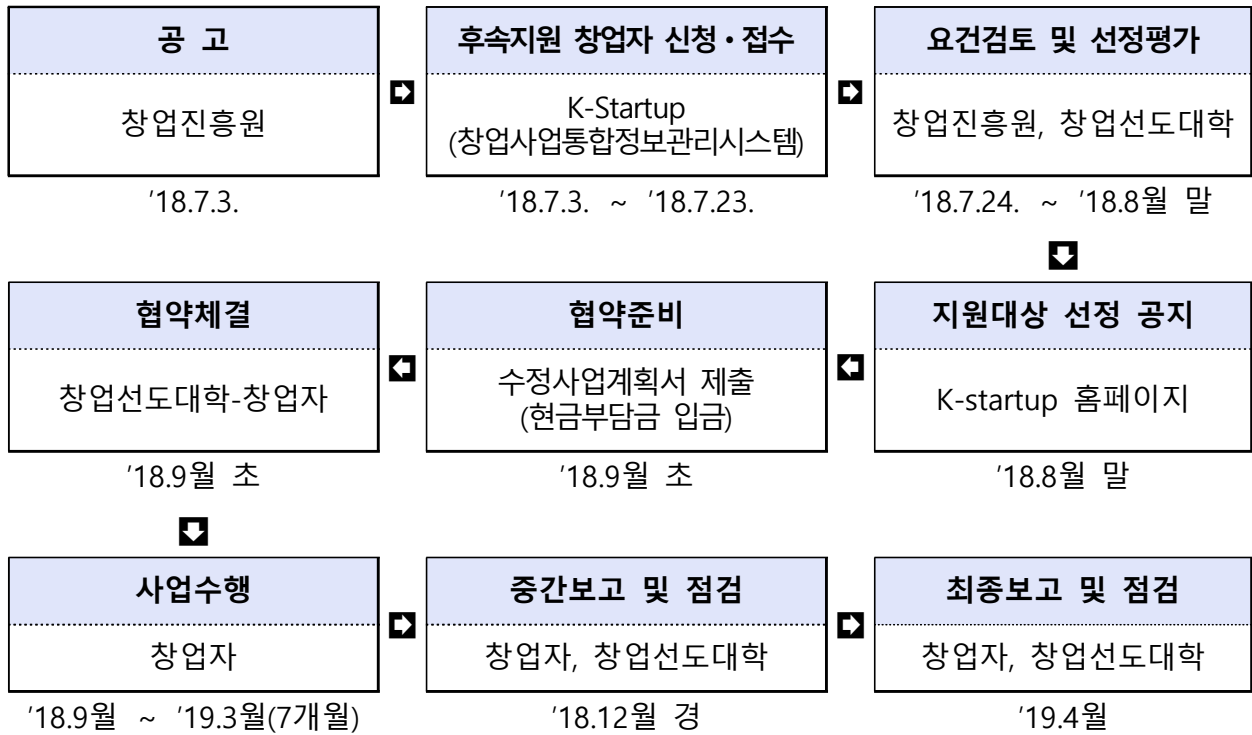 공 고
창업진흥원
'18.7.3.
후속지원 창업자 신청・접수
K-Startup
(창업사업통합정보관리시스템)
'18.7.3. ~ '18.7.23.
요건검토 및 선정평가
창업진흥원, 창업선도대학
'18.7.24. ~ '18.8월 말
지원대상 선정 공지
K-startup 홈페이지
'18.8월 말
협약준비
수정사업계획서 제출
(현금부담금 입금)
'18.9월 초
협약체결
창업선도대학-창업자
'18.9월 초
사업수행
창업자
'18.9월 ~ '19.3월(7개월)
중간보고 및 점검
창업자, 창업선도대학
'18.12월 경
최종보고 및 점검
창업자, 창업선도대학
'19.4월